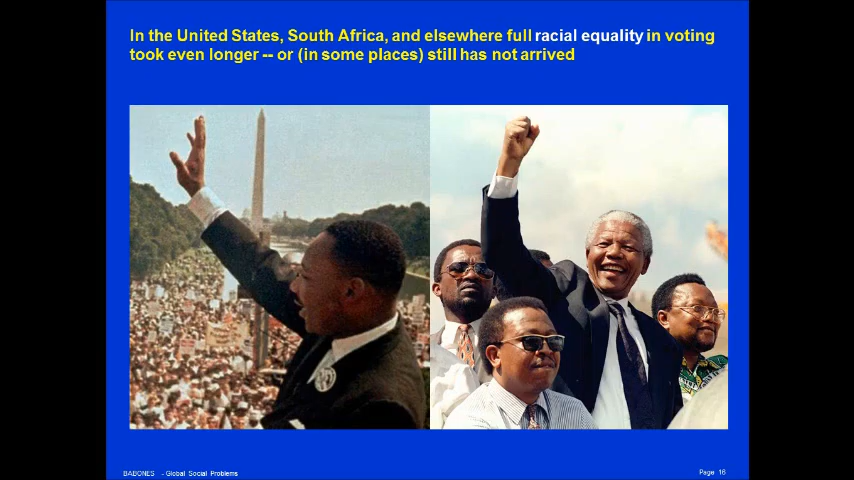 In the United States, South Africa, and elsewhere full racial equality in voting
took even longer -- or (in some places) still has not arrived
BABONES - Global Social Problems
Page 16